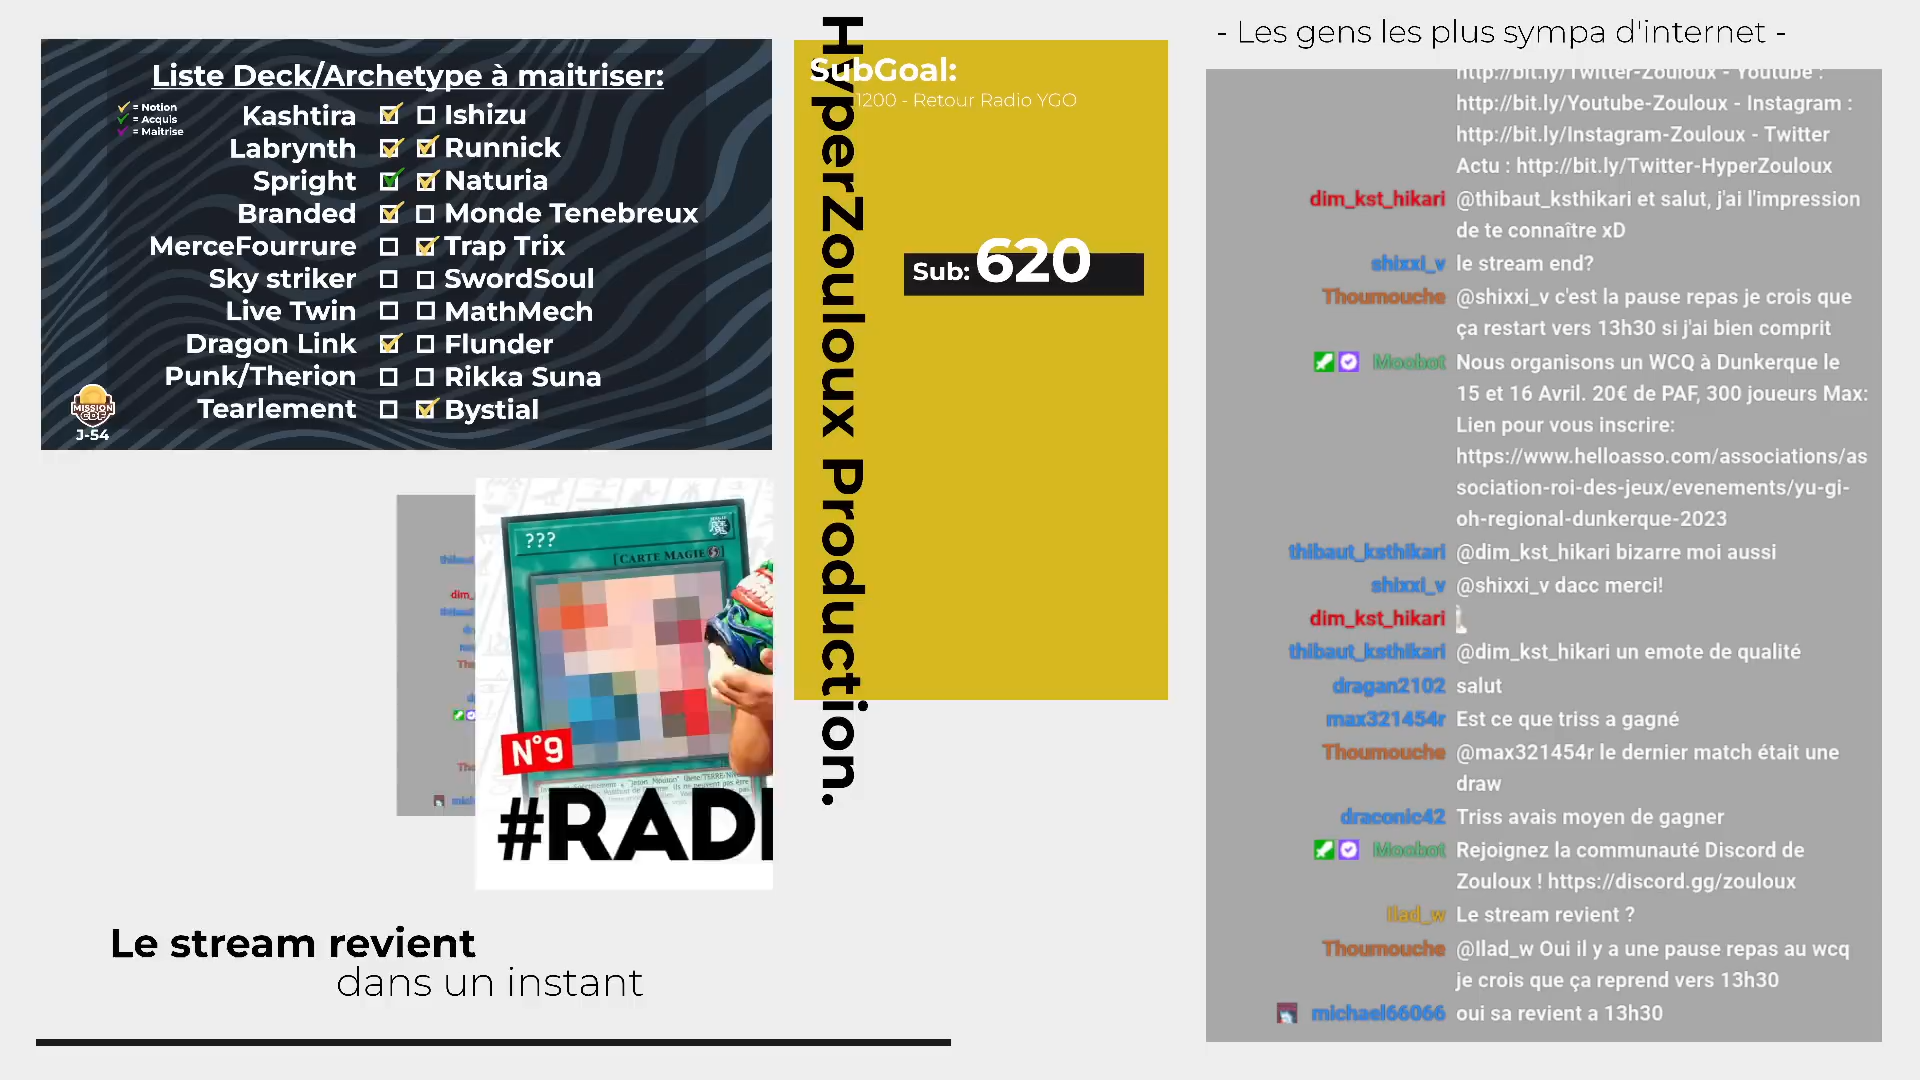 Liste Deck/Archetype à maitriser:
= Notion
= Acquis
= Maitrise
Kashtira
Ishizu
Labrynth
Runnick
Spright
Naturia
Branded
Monde Tenebreux
MerceFourrure
Trap Trix
Sky striker
SwordSoul
Live Twin
MathMech
Dragon Link
Flunder
Punk/Therion
Rikka Suna
Tearlement
Bystial
MISSION
CDF
J-54
SubGoal:
1200 - Retour Radio YGO
Sub: 620
HyperZouloux Production.
???
[CARTE MAGIE
N°9
#RADI
Le stream revient
dans un instant
- Les gens les plus sympa d'internet -
http://bit.ly/Twitter-Zouloux - Youtube :
http://bit.ly/Youtube-Zouloux - Instagram :
http://bit.ly/Instagram-Zouloux - Twitter
Actu : http://bit.ly/Twitter-HyperZouloux
dim_kst_hikari @thibaut_ksthikari et salut, j'ai l'impression
de te connaître xD
shixxi_v le stream end?
Thoumouche @shixxi_v c'est la pause repas je crois que
ça restart vers 13h30 si j'ai bien comprit
Moobot Nous organisons un WCQ à Dunkerque le
15 et 16 Avril. 20€ de PAF, 300 joueurs Max:
Lien pour vous inscrire:
https://www.helloasso.com/associations/as
sociation-roi-des-jeux/evenements/yu-gi-
oh-regional-dunkerque-2023
thibaut_ksthikari @dim_kst_hikari bizarre moi aussi
shixxi_v @shixxi_v dacc merci!
dim_kst_hikari
thibaut_ksthikari @dim_kst_hikari un emote de qualité
dragan2102 salut
max321454r Est ce que triss a gagné
Thoumouche @max321454r le dernier match était une
draw
draconic42 Triss avais moyen de gagner
Moobot Rejoignez la communauté Discord de
Zouloux ! https://discord.gg/zouloux
Ilad_w Le stream revient ?
Thoumouche @Ilad_w Oui il y a une pause repas au wcq
je crois que ça reprend vers 13h30
michael66066 oui sa revient a 13h30